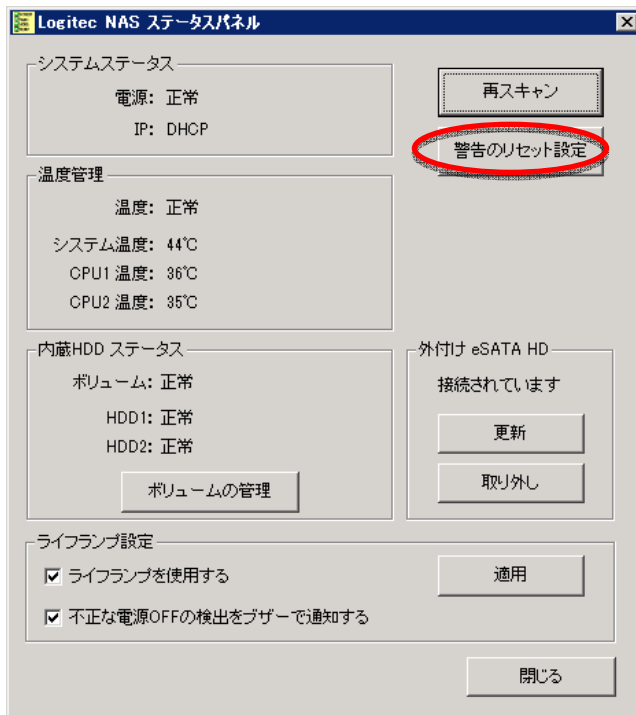 Logitec NAS ステータスパネル
システムステータス
電源: 正常
IP: DHCP
再スキャン
警告のリセット設定
温度管理
温度: 正常
システム温度: 44℃
CPU1 温度: 36℃
CPU2 温度: 35℃
内蔵HDD ステータス
ボリューム: 正常
HDD1: 正常
HDD2: 正常
ボリュームの管理
外付け eSATA HD
接続されています
更新
取り外し
ライフランプ設定
ライフランプを使用する
不正な電源OFFの検出をブザーで通知する
適用
閉じる